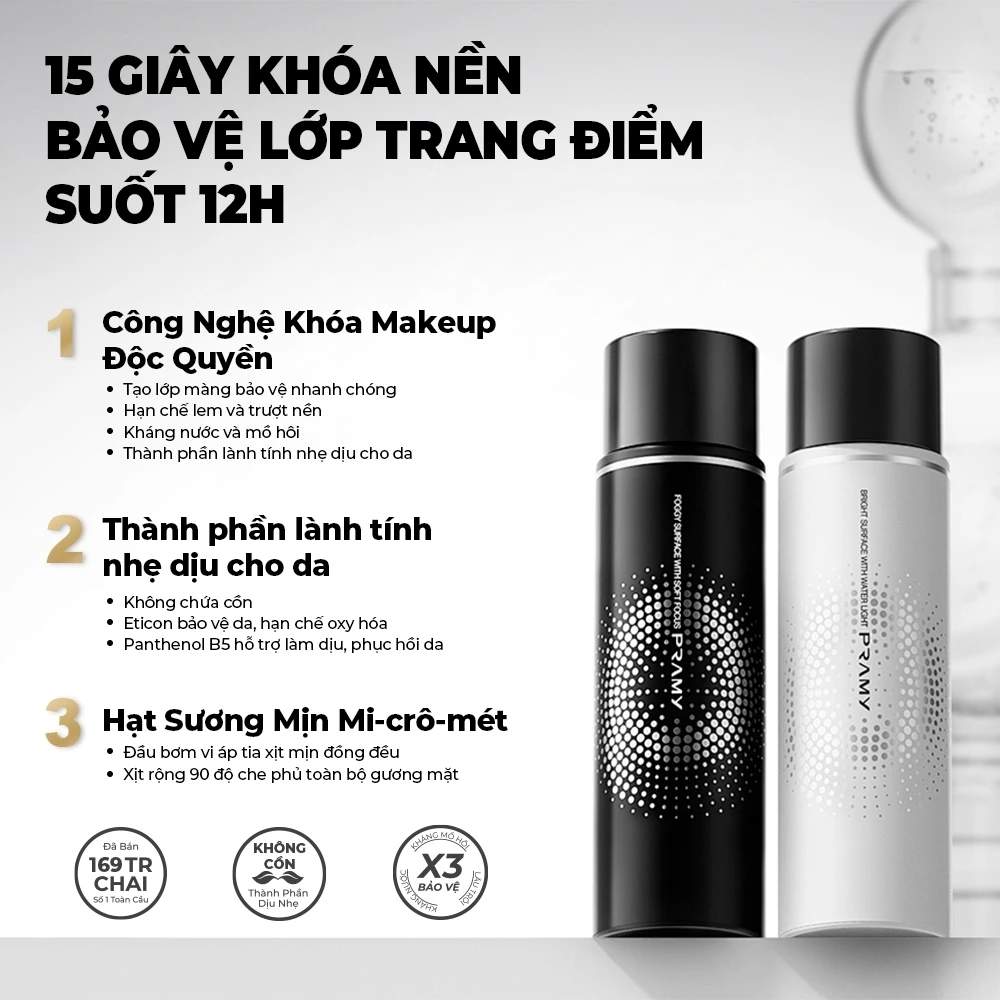 15 GIÂY KHÓA NỀN
BẢO VỆ LỚP TRANG ĐIỂM
SUỐT 12H
1
Công Nghệ Khóa Makeup
Độc Quyền
• Tạo lớp màng bảo vệ nhanh chóng
• Hạn chế lem và trượt nền
• Kháng nước và mồ hôi
• Thành phần lành tính nhẹ dịu cho da
2
Thành phần lành tính
nhẹ dịu cho da
• Không chứa cồn
• Eticon bảo vệ da, hạn chế oxy hóa
• Panthenol B5 hỗ trợ làm dịu, phục hồi da
3
Hạt Sương Mịn Mi-crô-mét
• Đầu bơm vi áp tia xịt mịn đồng đều
• Xịt rộng 90 độ che phủ toàn bộ gương mặt
Đã Bán
169 TR
CHAI
Số 1 Toàn Cầu
KHÔNG
CỒN
Thành Phần
Dịu Nhẹ
KHÁNG MỒ HÔI
X3
BẢO VỆ
KHÁNG NƯỚC
LÂU TRÔI
FOGGY SURFACE WITH SOFT FOCUS PRAMY
BRIGHT SURFACE WITH WATER LIGHT PRAMY